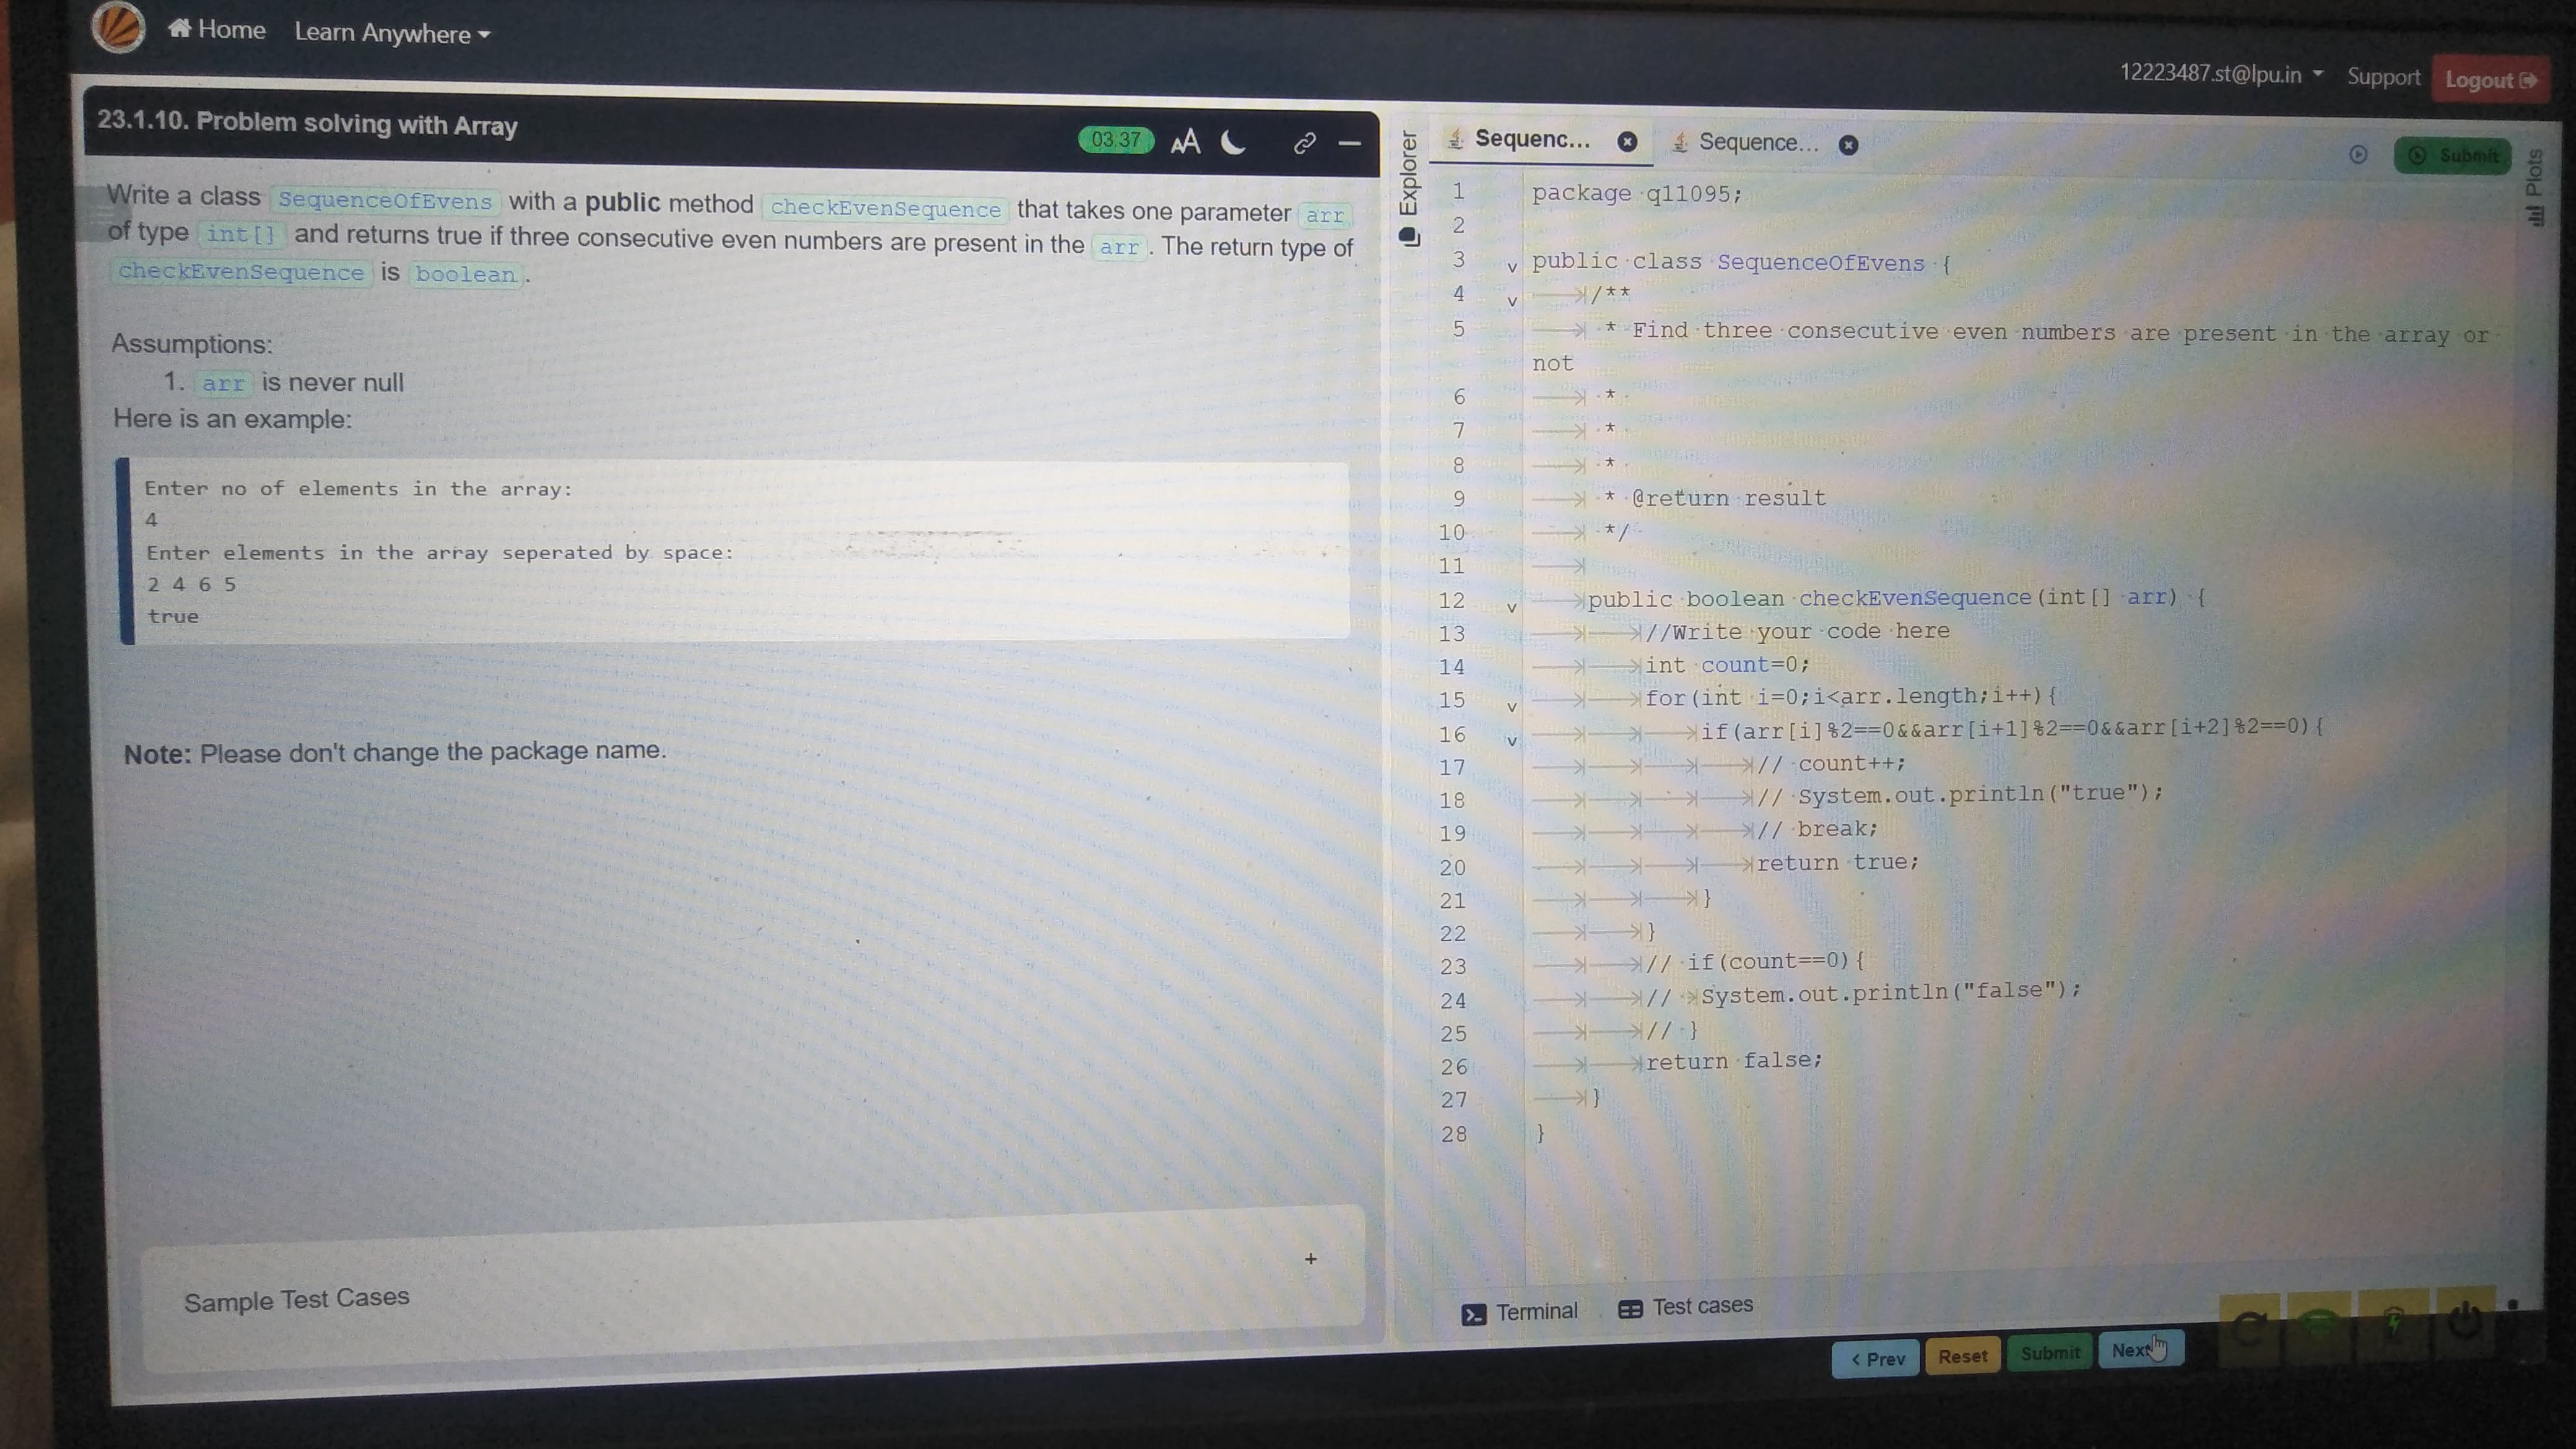 Home Learn Anywhere
12223487.st@lpu.in Support Logout
23.1.10. Problem solving with Array
03:37 AA
Write a class SequenceOfEvens with a public method checkEvenSequence that takes one parameter arr
of type int[] and returns true if three consecutive even numbers are present in the arr . The return type of
checkEvenSequence is boolean .
Assumptions:
1. arr is never null
Here is an example:
Enter no of elements in the array:
4
Enter elements in the array seperated by space:
2 4 6 5
true
Note: Please don't change the package name.
Sample Test Cases +
Explorer
Sequenc... Sequence... Submit
Plots
1 package q11095;
2
3 public class SequenceOfEvens {
4 /**
5 * Find three consecutive even numbers are present in the array or
not
6 *
7 *
8 *
9 * @return result
10 */
11
12 public boolean checkEvenSequence(int[] arr) {
13 //Write your code here
14 int count=0;
15 for(int i=0;i<arr.length;i++){
16 if(arr[i]%2==0&&arr[i+1]%2==0&&arr[i+2]%2==0){
17 // count++;
18 // System.out.println("true");
19 // break;
20 return true;
21 }
22 }
23 // if(count==0){
24 // System.out.println("false");
25 // }
26 return false;
27 }
28 }
Terminal Test cases
< Prev Reset Submit Next